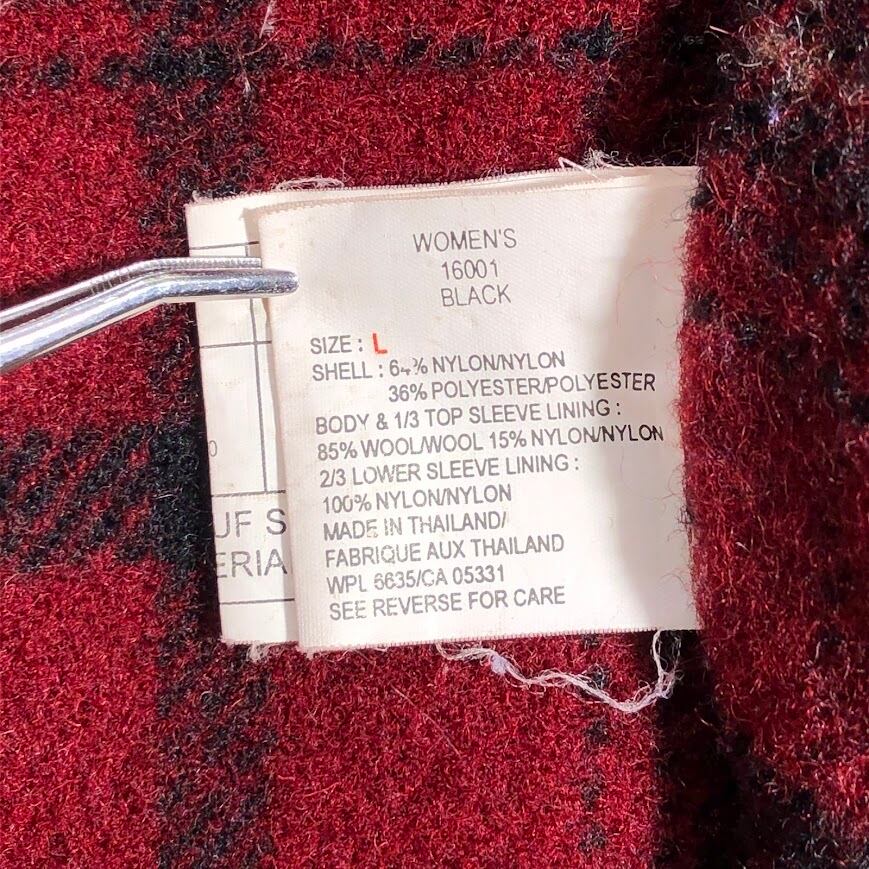 WOMEN'S
16001
BLACK
SIZE : L
SHELL : 64% NYLON/NYLON
36% POLYESTER/POLYESTER
BODY & 1/3 TOP SLEEVE LINING :
85% WOOL/WOOL 15% NYLON/NYLON
2/3 LOWER SLEEVE LINING :
100% NYLON/NYLON
MADE IN THAILAND/
FABRIQUE AUX THAILAND
WPL 6635/CA 05331
SEE REVERSE FOR CARE
UF S
ERIA